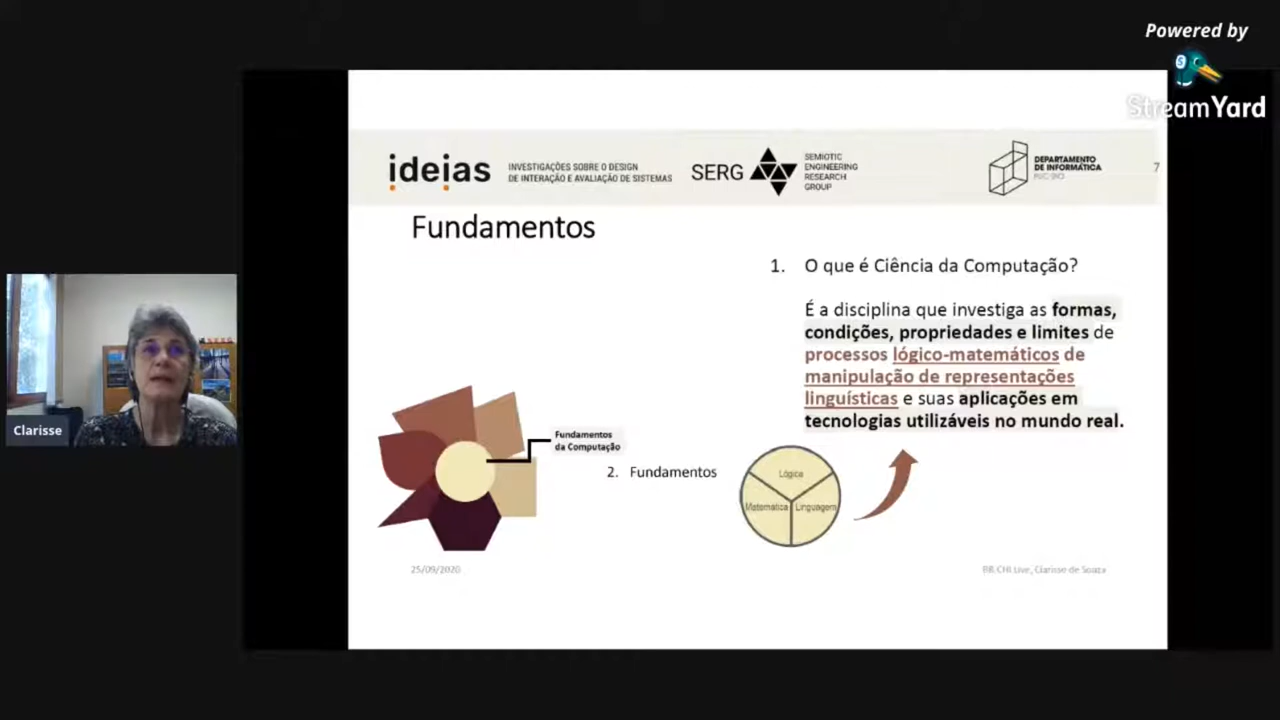 Powered by
StreamYard
ideias
INVESTIGAÇÕES SOBRE O DESIGN
DE INTERAÇÃO E AVALIAÇÃO DE SISTEMAS
SERG
SEMIOTIC
ENGINEERING
RESEARCH
GROUP
DEPARTAMENTO
DE INFORMÁTICA
7
Fundamentos
1. O que é Ciência da Computação?
É a disciplina que investiga as formas,
condições, propriedades e limites de
processos lógico-matemáticos de
manipulação de representações
linguísticas e suas aplicações em
tecnologias utilizáveis no mundo real.
Clarisse
Fundamentos
da Computação
2. Fundamentos
Lógica
Matemática
Linguagem
25/09/2020
BR CHI Live, Clarisse de Souza